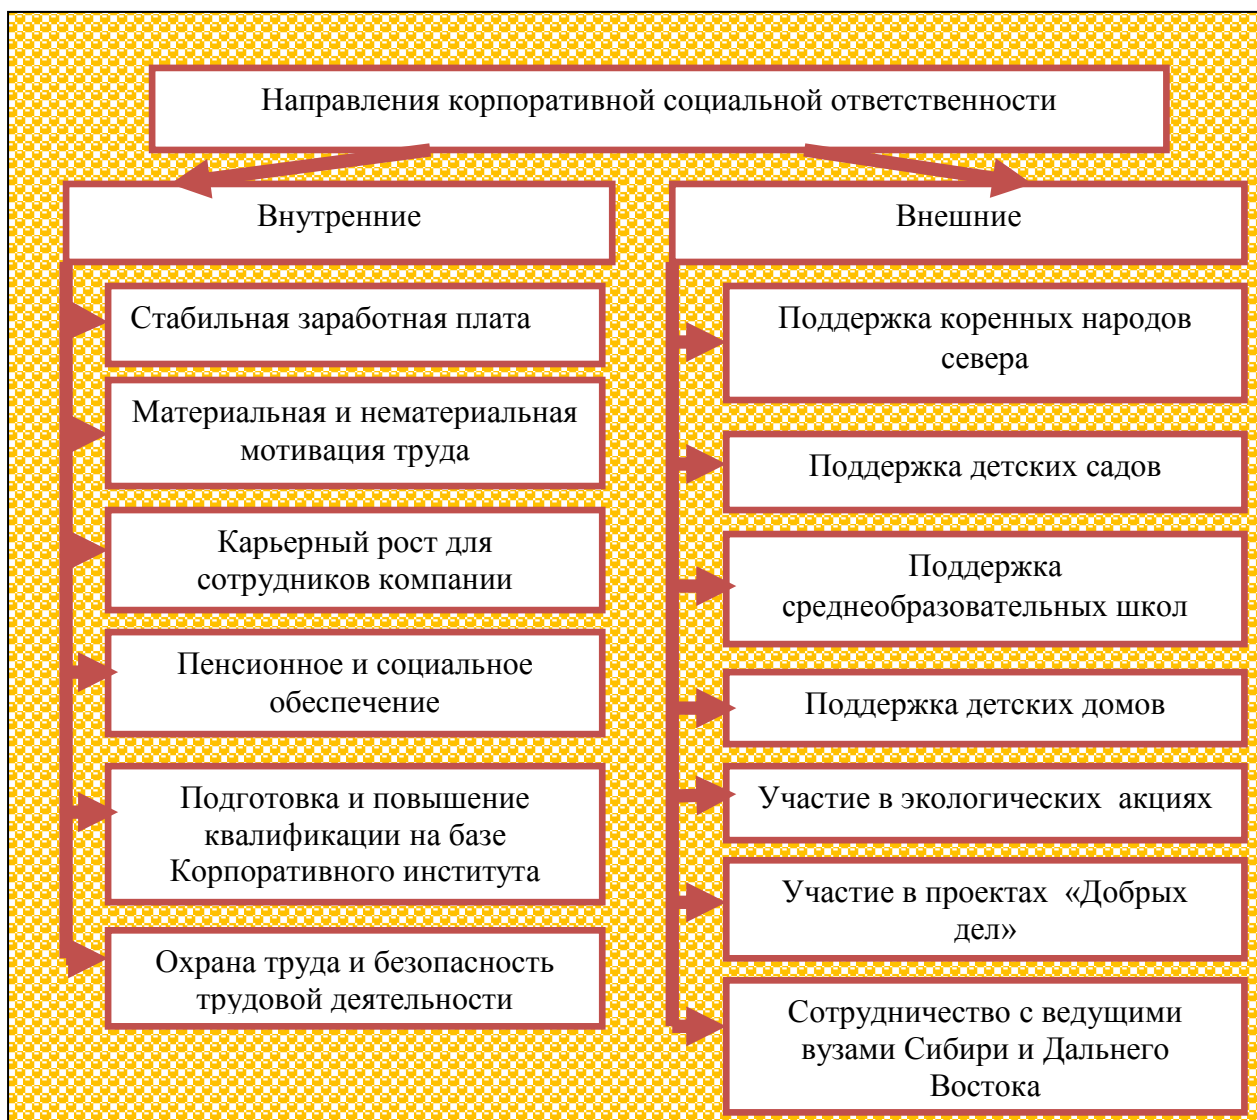 Направления корпоративной социальной ответственности
Внутренние
Стабильная заработная плата
Материальная и нематериальная
мотивация труда
Карьерный рост для
сотрудников компании
Пенсионное и социальное
обеспечение
Подготовка и повышение
квалификации на базе
Корпоративного института
Охрана труда и безопасность
трудовой деятельности
Внешние
Поддержка коренных народов
севера
Поддержка детских садов
Поддержка
среднеобразовательных школ
Поддержка детских домов
Участие в экологических  акциях
Участие в проектах  «Добрых
дел»
Сотрудничество с ведущими
вузами Сибири и Дальнего
Востока